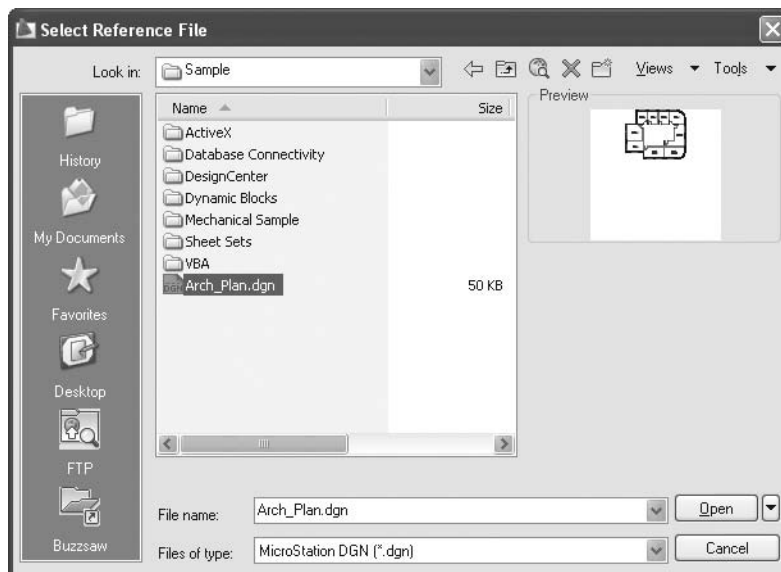 Select Reference File
Look in: Sample Views Tools
Name Size Preview
ActiveX
Database Connectivity
DesignCenter
Dynamic Blocks
Mechanical Sample
Sheet Sets
VBA
DGN Arch_Plan.dgn 50 KB
History
My Documents
Favorites
Desktop
FTP
Buzzsaw
File name: Arch_Plan.dgn Open
Files of type: MicroStation DGN (*.dgn) Cancel